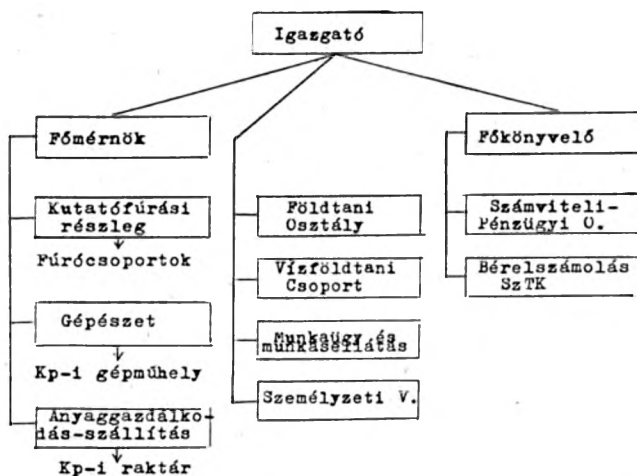 Igazgató
Főmérnök
Kutatófúrási
részleg
Fúrócsoportok
Gépészet
Kp-i gépműhely
Anyaggazdálko-
dás-szállítás
Kp-i raktár
Földtani
Osztály
Vízföldtani
Csoport
Munkaügy és
munkásellátás
Személyzeti V.
Főkönyvelő
Számviteli-
Pénzügyi O.
Bérelszámolás
SzTK